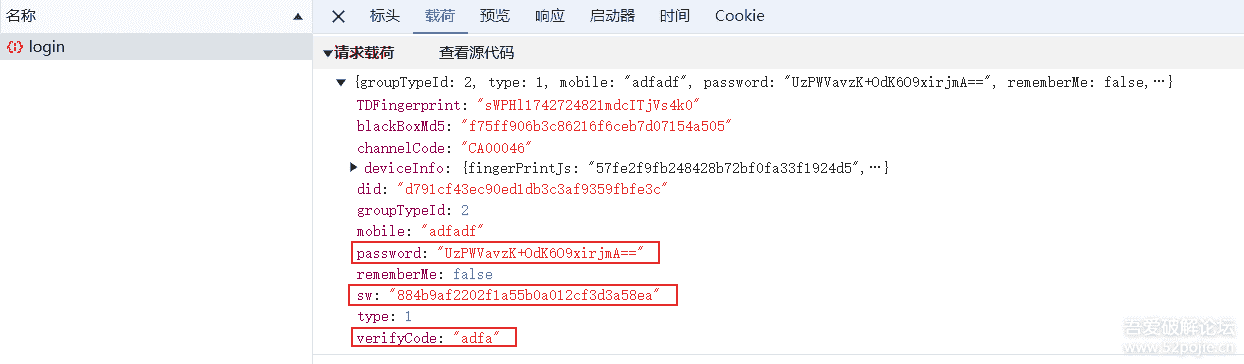 名称 ▲ × 标头 载荷 预览 响应 启动器 时间 Cookie
login
▼请求载荷 查看源代码
▼ {groupTypeId: 2, type: 1, mobile: "adfadf", password: "UzPWVavzK+OdK6O9xirjmA==", rememberMe: false,…}
TDFingerprint: "sWPHl1742724821mdcITjVs4k0"
blackBoxMd5: "f75ff906b3c86216f6ceb7d07154a505"
channelCode: "CA00046"
▶ deviceInfo: {fingerPrintJs: "57fe2f9fb248428b72bf0fa33f1924d5",…}
did: "d791cf43ec90ed1db3c3af9359fbfe3c"
groupTypeId: 2
mobile: "adfadf"
password: "UzPWVavzK+OdK6O9xirjmA=="
rememberMe: false
sw: "884b9af2202f1a55b0a012cf3d3a58ea"
type: 1
verifyCode: "adfa"
吾爱破解论坛
www.52pojie.cn